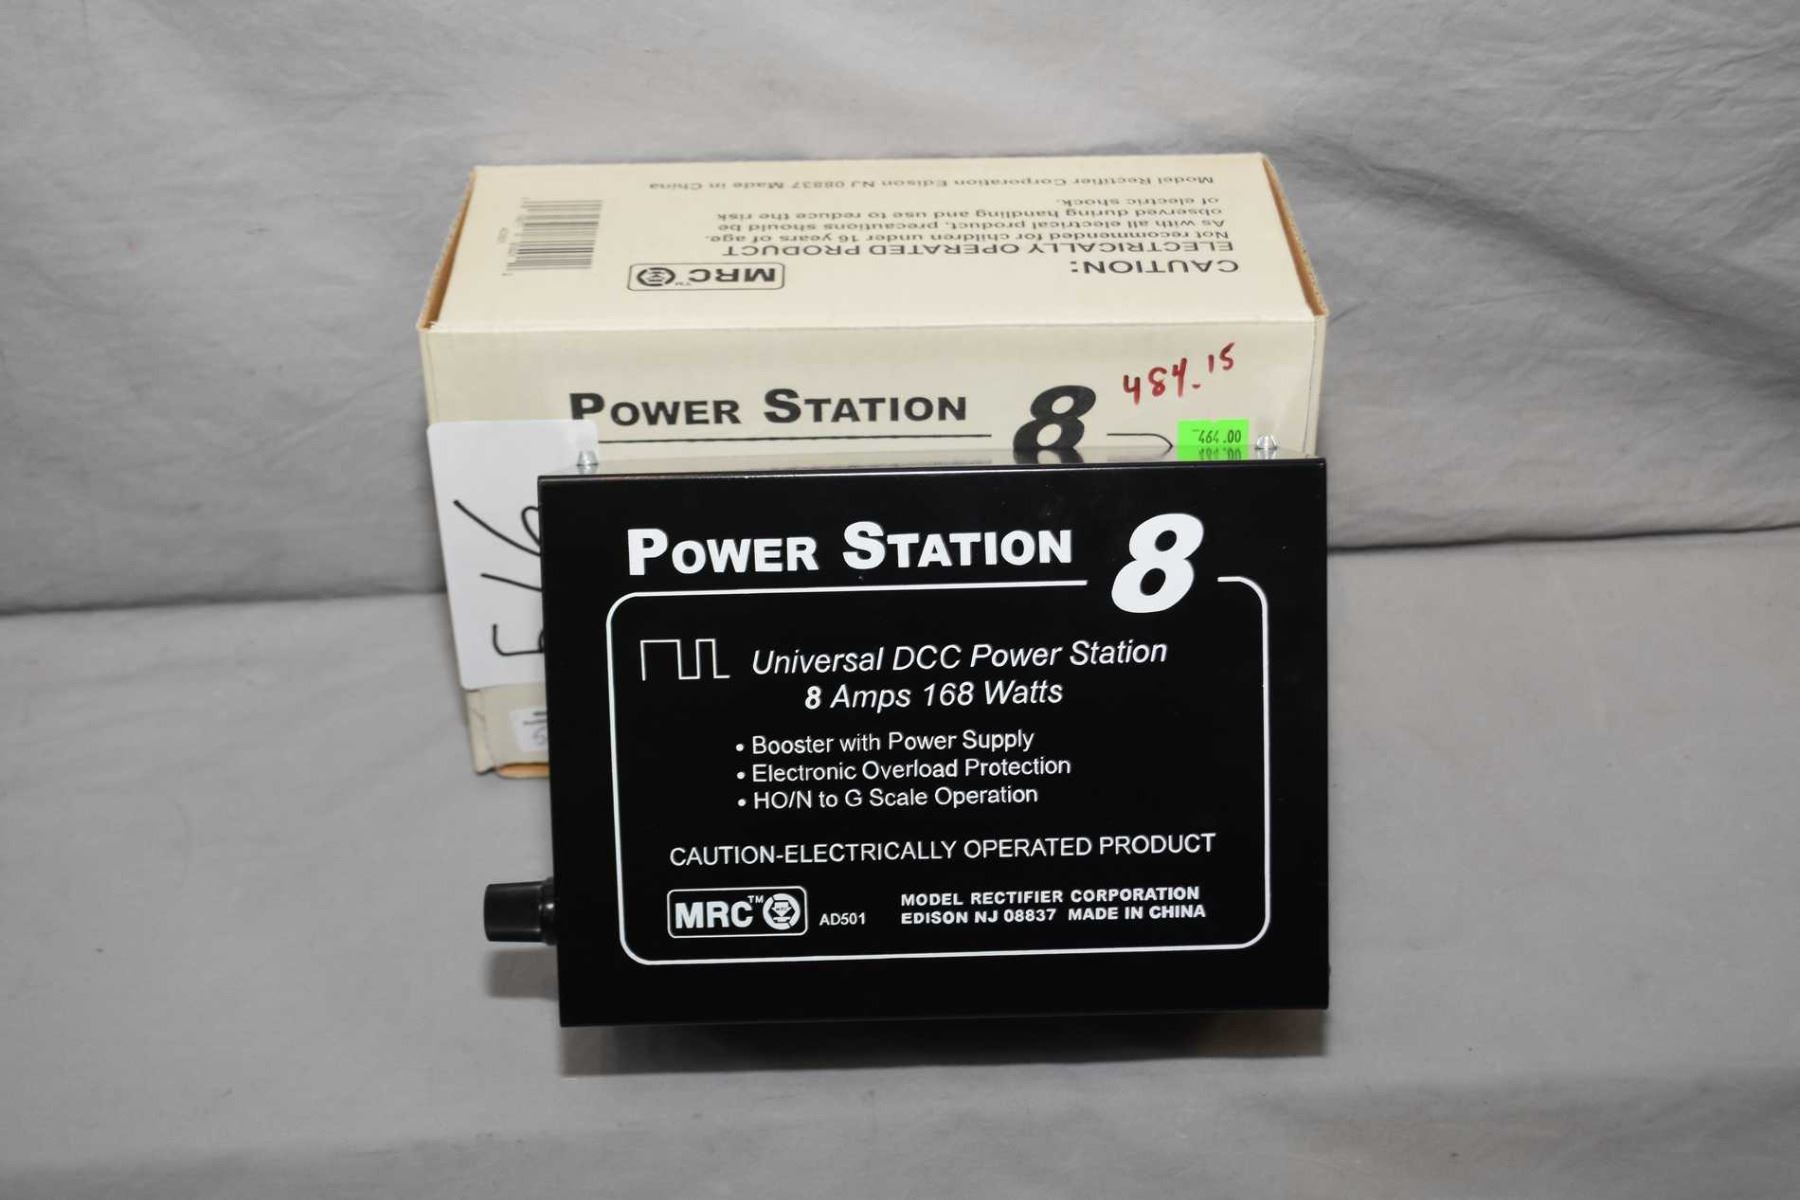 Model Rectifier Corporation Edison NJ 08837 Made in China
CAUTION:
ELECTRICALLY OPERATED PRODUCT
Not recommended for children under 16 years of age.
As with all electrical product, precautions should be
observed during handling and use to reduce the risk
of electric shock.
MRC™
POWER STATION 8
484.15
464.00
516
POWER STATION 8
Universal DCC Power Station
8 Amps 168 Watts
• Booster with Power Supply
• Electronic Overload Protection
• HO/N to G Scale Operation
CAUTION-ELECTRICALLY OPERATED PRODUCT
MRC™ AD501
MODEL RECTIFIER CORPORATION
EDISON NJ 08837 MADE IN CHINA